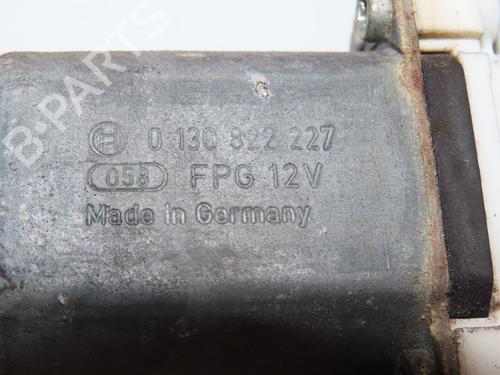 B-PARTS
0 130 822 227
058 FPG 12V
Made in Germany